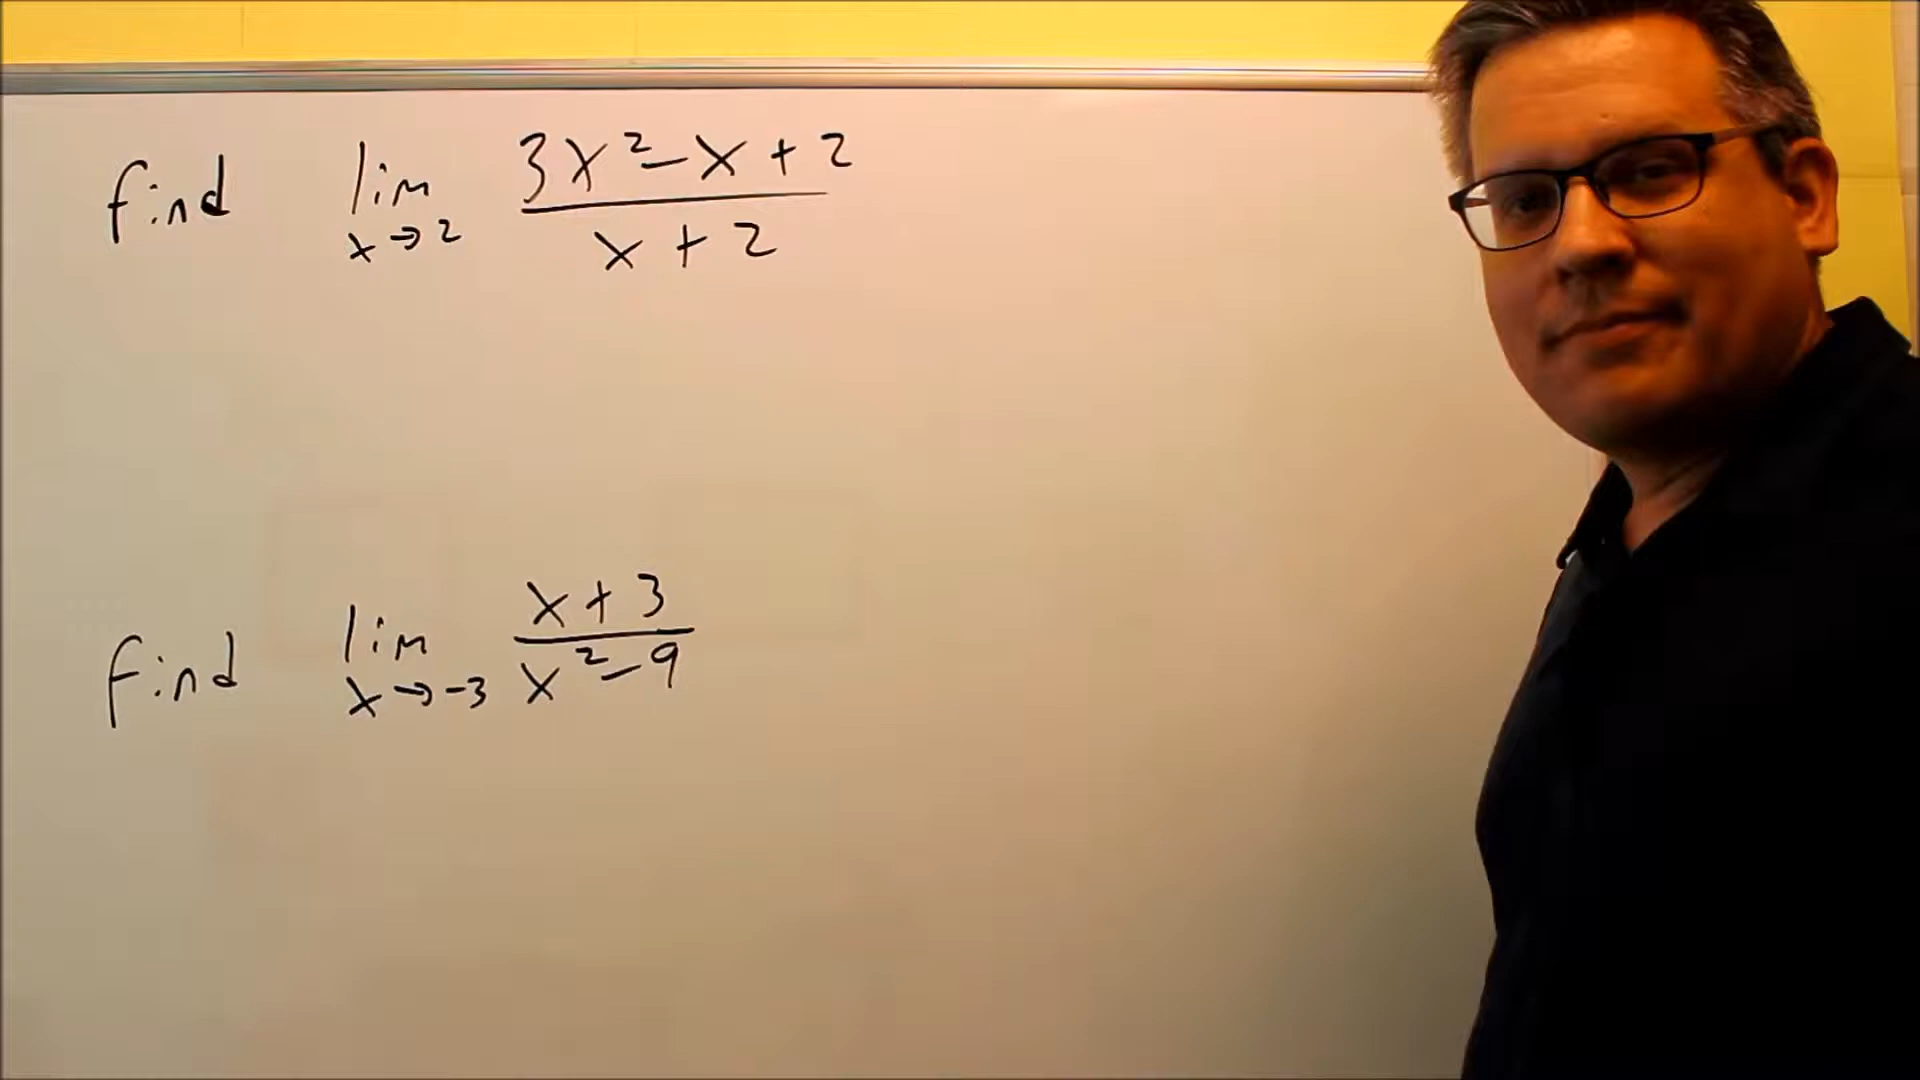 find lim x→2 3x²-x+2 / x+2
find lim x→-3 x+3 / x²-9